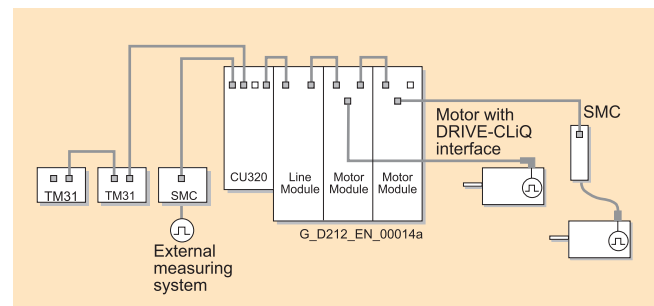 SMC
Motor with
DRIVE-CLiQ
interface
CU320
Line
Module
Motor
Module
Motor
Module
TM31
TM31
SMC
G_D212_EN_00014a
External
measuring
system